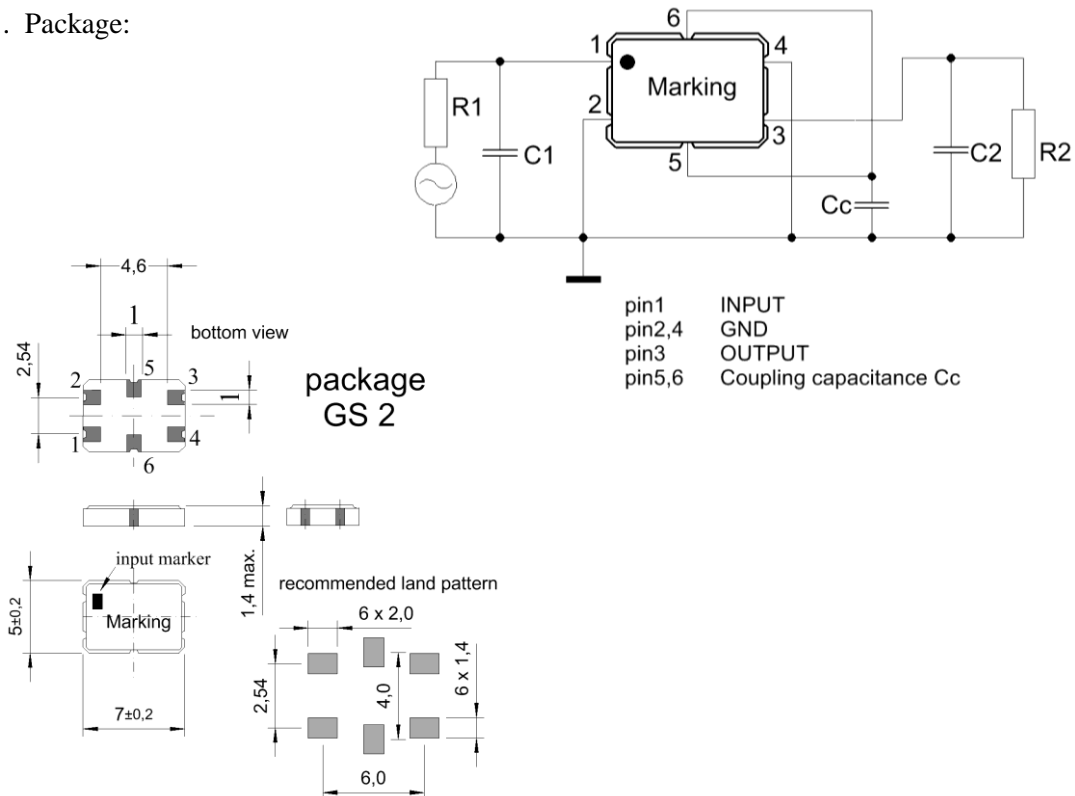 . Package:
6
1
4
Marking
2
3
5
R1
C1
C2
R2
Cc
pin1 INPUT
pin2,4 GND
pin3 OUTPUT
pin5,6 Coupling capacitance Cc
4,6
1
bottom view
2,54
2
5
3
1
1
4
6
package
GS 2
1,4 max.
input marker
Marking
5±0,2
7±0,2
recommended land pattern
6 x 2,0
2,54
4,0
6 x 1,4
6,0